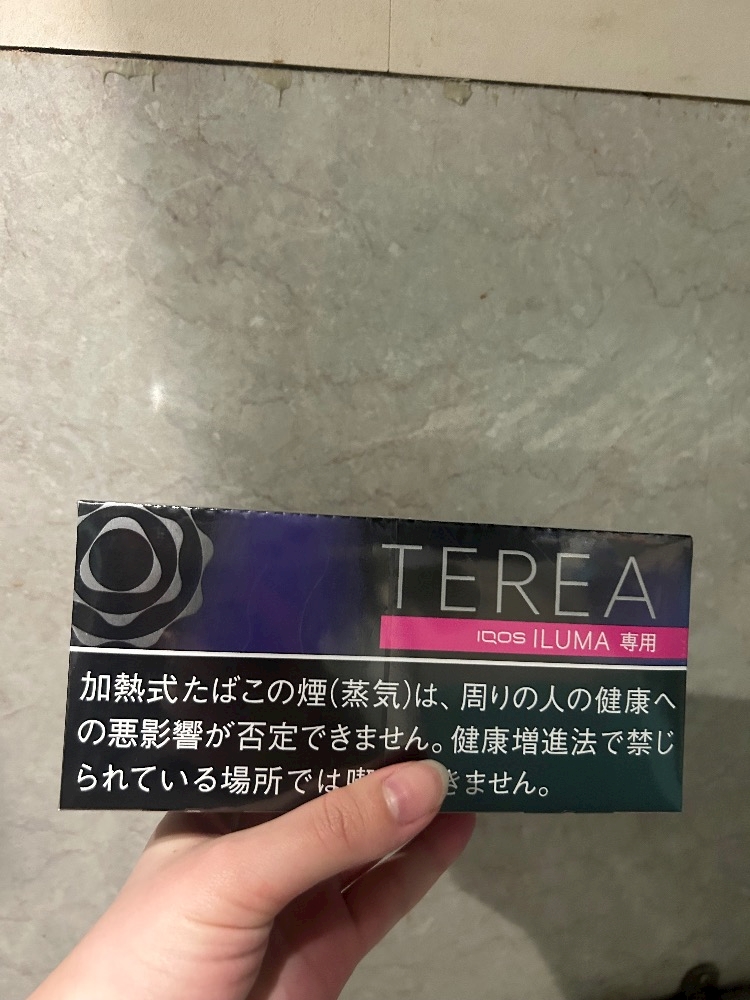 TEREA
IQOS ILUMA 専用
加熱式たばこの煙(蒸気)は、周りの人の健康へ
の悪影響が否定できません。健康増進法で禁じ
られている場所では喫 きません。